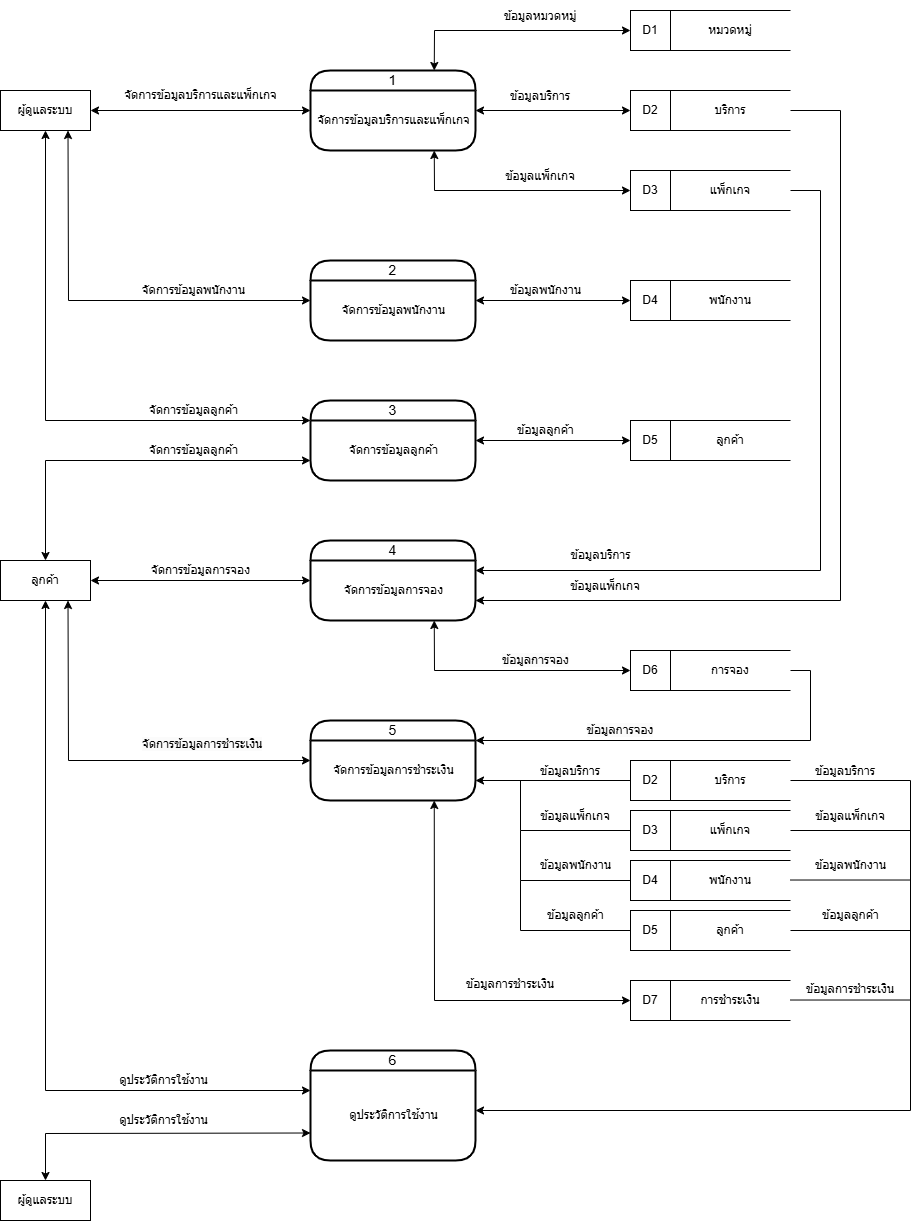 ข้อมูลหมวดหมู่
D1 หมวดหมู่
1
ผู้ดูแลระบบ
จัดการข้อมูลบริการและแพ็กเกจ
จัดการข้อมูลบริการและแพ็กเกจ
ข้อมูลบริการ
D2 บริการ
ข้อมูลแพ็กเกจ
D3 แพ็กเกจ
2
จัดการข้อมูลพนักงาน
จัดการข้อมูลพนักงาน
ข้อมูลพนักงาน
D4 พนักงาน
3
จัดการข้อมูลลูกค้า
จัดการข้อมูลลูกค้า
จัดการข้อมูลลูกค้า
ข้อมูลลูกค้า
D5 ลูกค้า
4
ลูกค้า
จัดการข้อมูลการจอง
จัดการข้อมูลการจอง
ข้อมูลบริการ
ข้อมูลแพ็กเกจ
ข้อมูลการจอง
D6 การจอง
5
จัดการข้อมูลการชำระเงิน
จัดการข้อมูลการชำระเงิน
ข้อมูลการจอง
ข้อมูลบริการ
D2 บริการ
ข้อมูลบริการ
ข้อมูลแพ็กเกจ
D3 แพ็กเกจ
ข้อมูลแพ็กเกจ
ข้อมูลพนักงาน
D4 พนักงาน
ข้อมูลพนักงาน
ข้อมูลลูกค้า
D5 ลูกค้า
ข้อมูลลูกค้า
ข้อมูลการชำระเงิน
D7 การชำระเงิน
ข้อมูลการชำระเงิน
6
ดูประวัติการใช้งาน
ดูประวัติการใช้งาน
ดูประวัติการใช้งาน
ผู้ดูแลระบบ